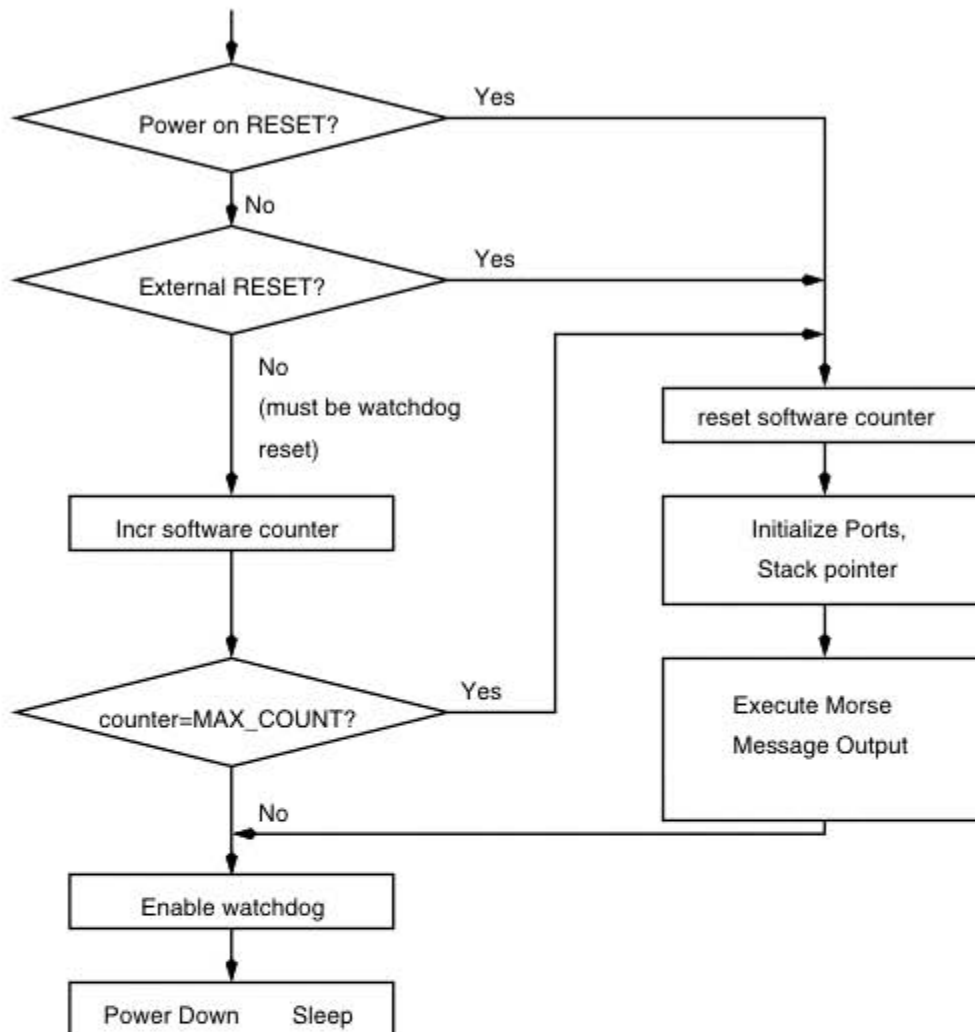 Power on RESET?
Yes
No
External RESET?
Yes
No
(must be watchdog
reset)
reset software counter
Incr software counter
Initialize Ports,
Stack pointer
counter=MAX_COUNT?
Yes
Execute Morse
Message Output
No
Enable watchdog
Power Down Sleep